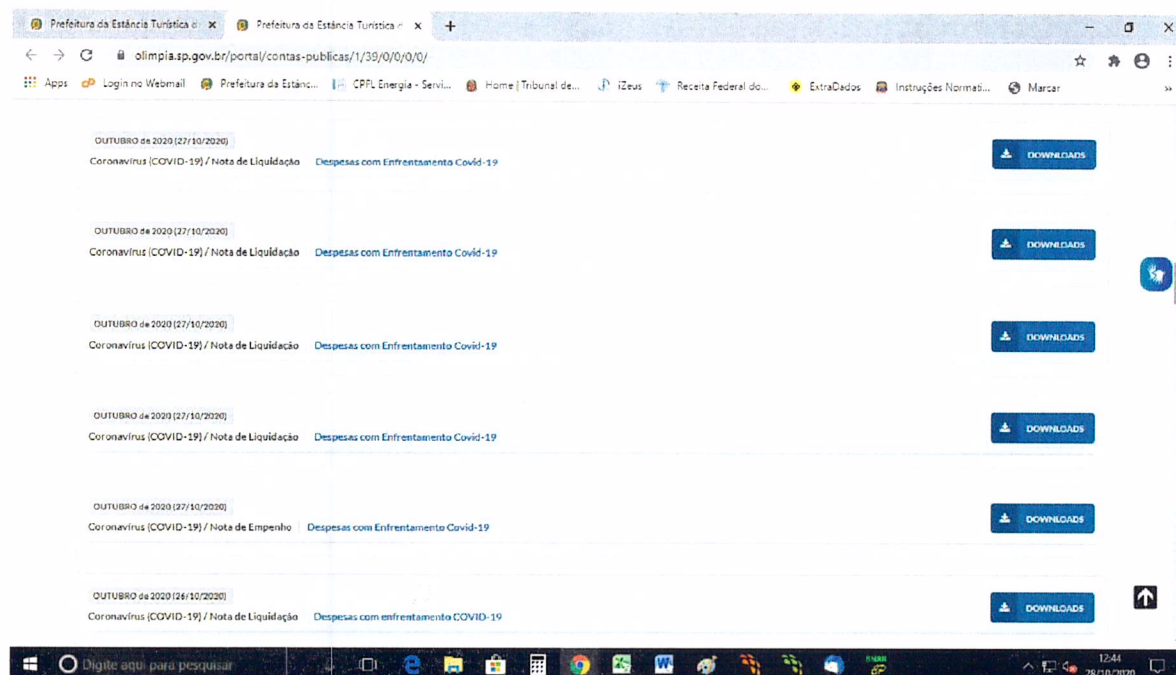 Prefeitura da Estância Turística d
Prefeitura da Estância Turística
olimpia.sp.gov.br/portal/contas-publicas/1/39/0/0/0/0/
Apps Login no Webmail Prefeitura da Estânc... CPFL Energia - Servi... Home | Tribunal de... iZeus Receita Federal do... ExtraDados Instruções Normati... Marcar »
OUTUBRO de 2020 (27/10/2020)
Coronavírus (COVID-19) / Nota de Liquidação Despesas com Enfrentamento Covid-19
DOWNLOADS
OUTUBRO de 2020 (27/10/2020)
Coronavírus (COVID-19) / Nota de Liquidação Despesas com Enfrentamento Covid-19
DOWNLOADS
OUTUBRO de 2020 (27/10/2020)
Coronavírus (COVID-19) / Nota de Liquidação Despesas com Enfrentamento Covid-19
DOWNLOADS
OUTUBRO de 2020 (27/10/2020)
Coronavírus (COVID-19) / Nota de Liquidação Despesas com Enfrentamento Covid-19
DOWNLOADS
OUTUBRO de 2020 (27/10/2020)
Coronavírus (COVID-19) / Nota de Empenho Despesas com Enfrentamento Covid-19
DOWNLOADS
OUTUBRO de 2020 (26/10/2020)
Coronavírus (COVID-19) / Nota de Liquidação Despesas com enfrentamento COVID-19
DOWNLOADS
Digite aqui para pesquisar
12:44
28/10/2020